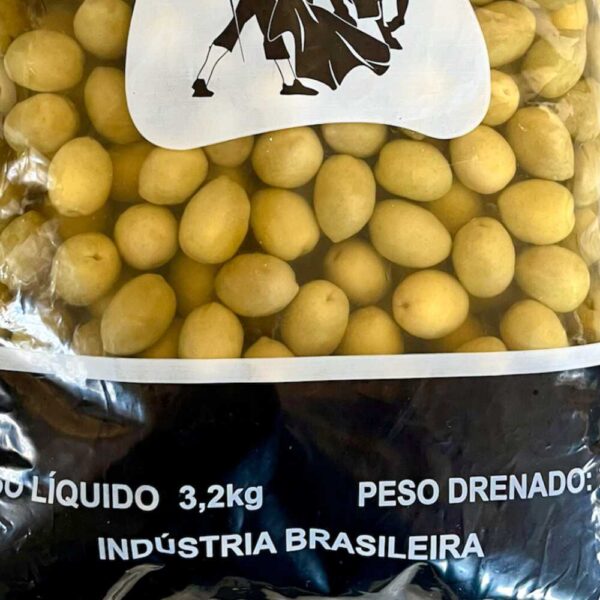 LÍQUIDO 3,2kg PESO DRENADO:
INDÚSTRIA BRASILEIRA